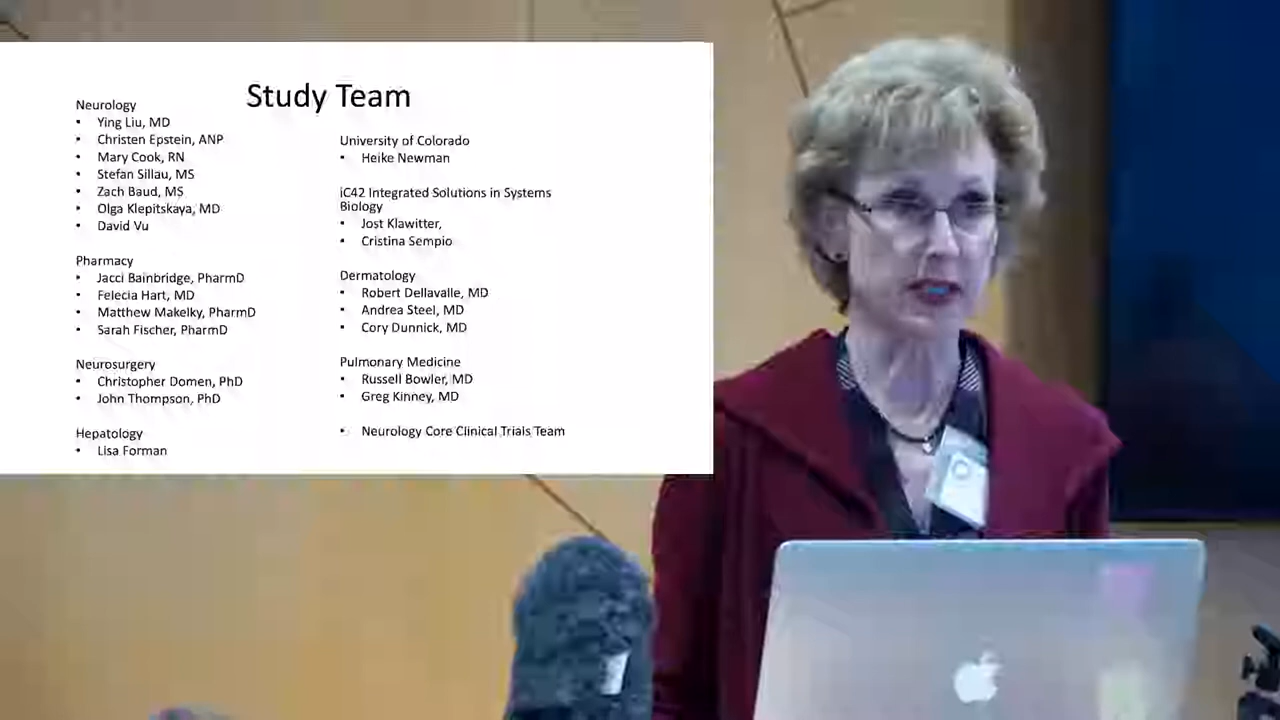 Study Team
Neurology
• Ying Liu, MD
• Christen Epstein, ANP
• Mary Cook, RN
• Stefan Sillau, MS
• Zach Baud, MS
• Olga Klepitskaya, MD
• David Vu
Pharmacy
• Jacci Bainbridge, PharmD
• Felecia Hart, MD
• Matthew Makelky, PharmD
• Sarah Fischer, PharmD
Neurosurgery
• Christopher Domen, PhD
• John Thompson, PhD
Hepatology
• Lisa Forman
University of Colorado
• Heike Newman
iC42 Integrated Solutions in Systems
Biology
• Jost Klawitter,
• Cristina Sempio
Dermatology
• Robert Dellavalle, MD
• Andrea Steel, MD
• Cory Dunnick, MD
Pulmonary Medicine
• Russell Bowler, MD
• Greg Kinney, MD
• Neurology Core Clinical Trials Team